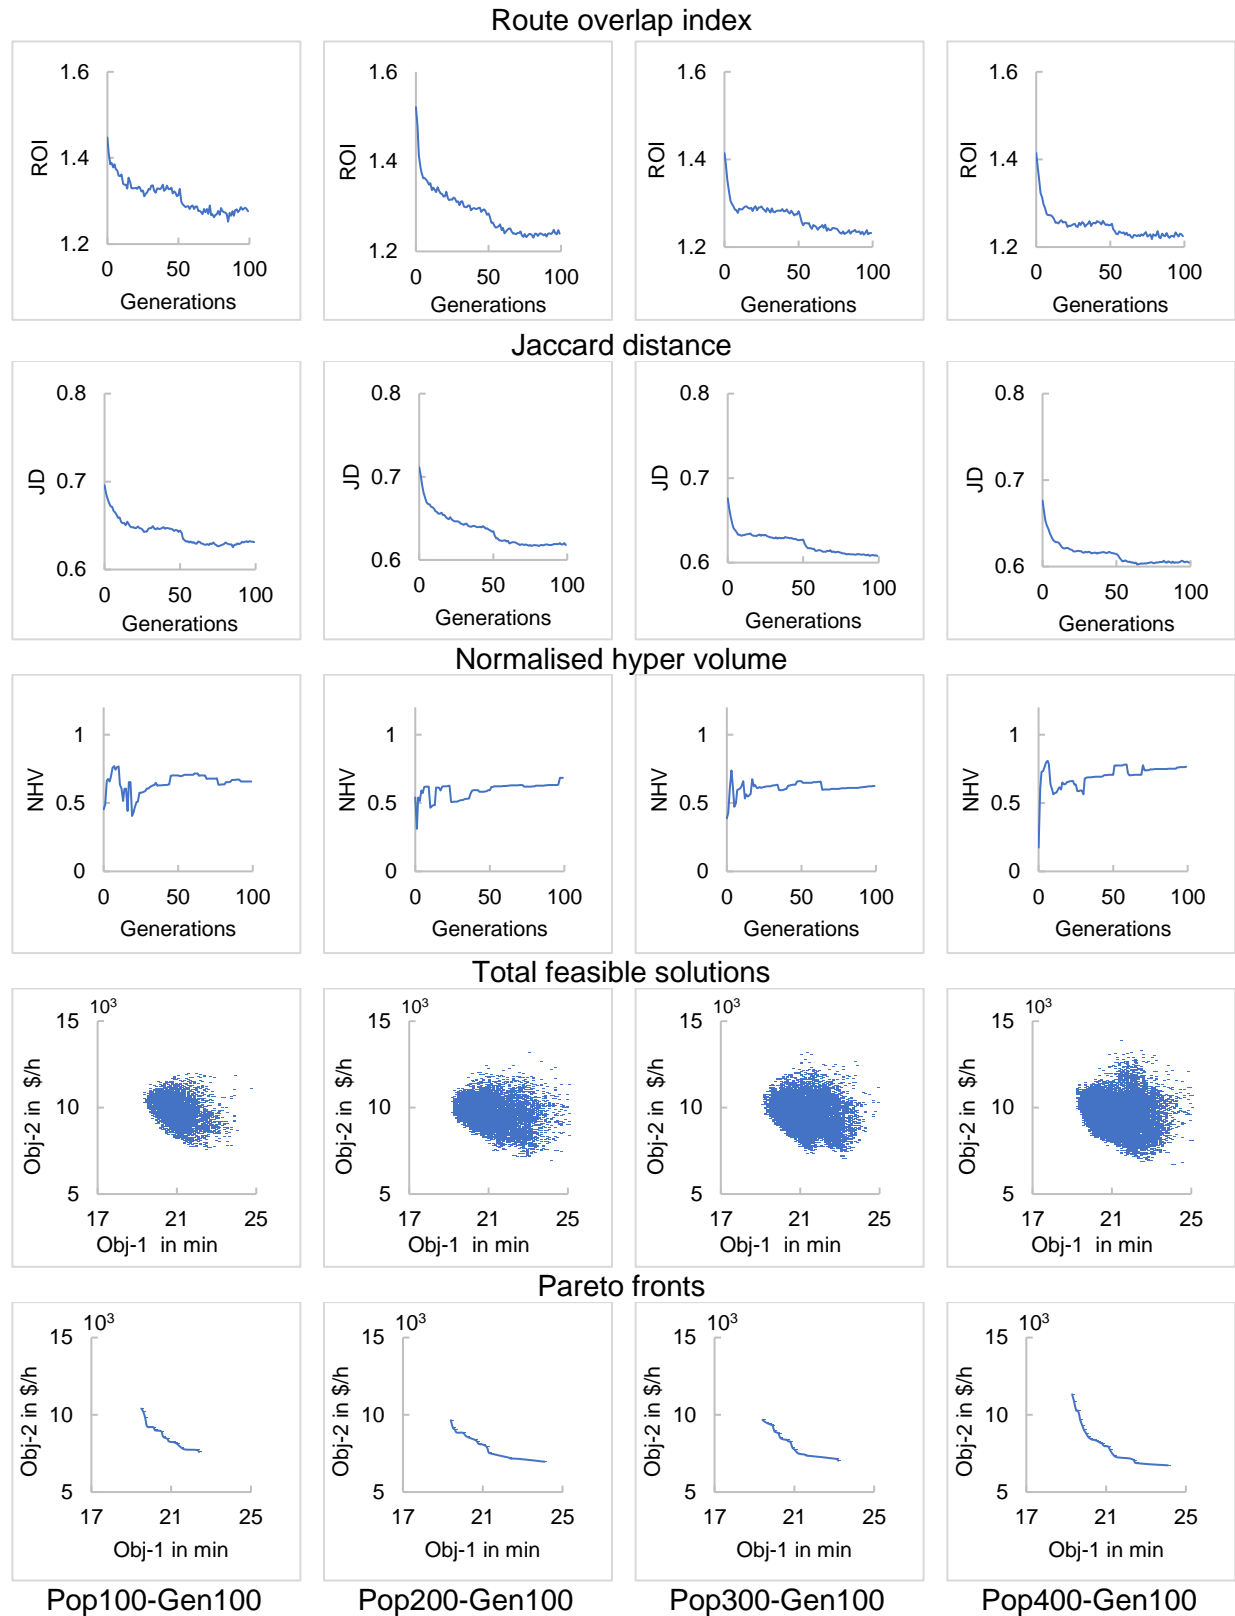 Route overlap index
1.6
1.4
1.2
ROI
0 50 100
Generations
1.6
1.4
1.2
ROI
0 50 100
Generations
1.6
1.4
1.2
ROI
0 50 100
Generations
1.6
1.4
1.2
ROI
0 50 100
Generations
Jaccard distance
0.8
0.7
0.6
JD
0 50 100
Generations
0.8
0.7
0.6
JD
0 50 100
Generations
0.8
0.7
0.6
JD
0 50 100
Generations
0.8
0.7
0.6
JD
0 50 100
Generations
Normalised hyper volume
1
0.5
0
NHV
0 50 100
Generations
1
0.5
0
NHV
0 50 100
Generations
1
0.5
0
NHV
0 50 100
Generations
1
0.5
0
NHV
0 50 100
Generations
Total feasible solutions
10³
15
10
5
Obj-2 in $/h
17 21 25
Obj-1 in min
10³
15
10
5
Obj-2 in $/h
17 21 25
Obj-1 in min
10³
15
10
5
Obj-2 in $/h
17 21 25
Obj-1 in min
10³
15
10
5
Obj-2 in $/h
17 21 25
Obj-1 in min
Pareto fronts
10³
15
10
5
Obj-2 in $/h
17 21 25
Obj-1 in min
10³
15
10
5
Obj-2 in $/h
17 21 25
Obj-1 in min
10³
15
10
5
Obj-2 in $/h
17 21 25
Obj-1 in min
10³
15
10
5
Obj-2 in $/h
17 21 25
Obj-1 in min
Pop100-Gen100 Pop200-Gen100 Pop300-Gen100 Pop400-Gen100